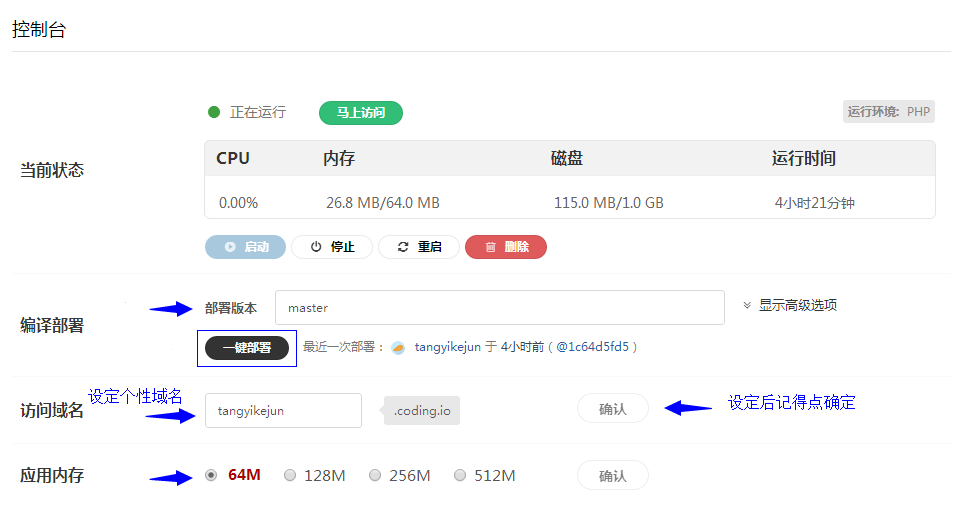 控制台
正在运行 马上访问 运行环境: PHP
当前状态
CPU 内存 磁盘 运行时间
0.00% 26.8 MB/64.0 MB 115.0 MB/1.0 GB 4小时21分钟
启动 停止 重启 删除
编译部署
部署版本 master 显示高级选项
一键部署 最近一次部署： tangyikejun 于 4小时前（@1c64d5fd5）
访问域名 设定个性域名 tangyikejun .coding.io 确认 设定后记得点确定
应用内存 64M 128M 256M 512M 确认